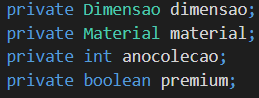 private Dimensao dimensao;
private Material material;
private int anocolecao;
private boolean premium;